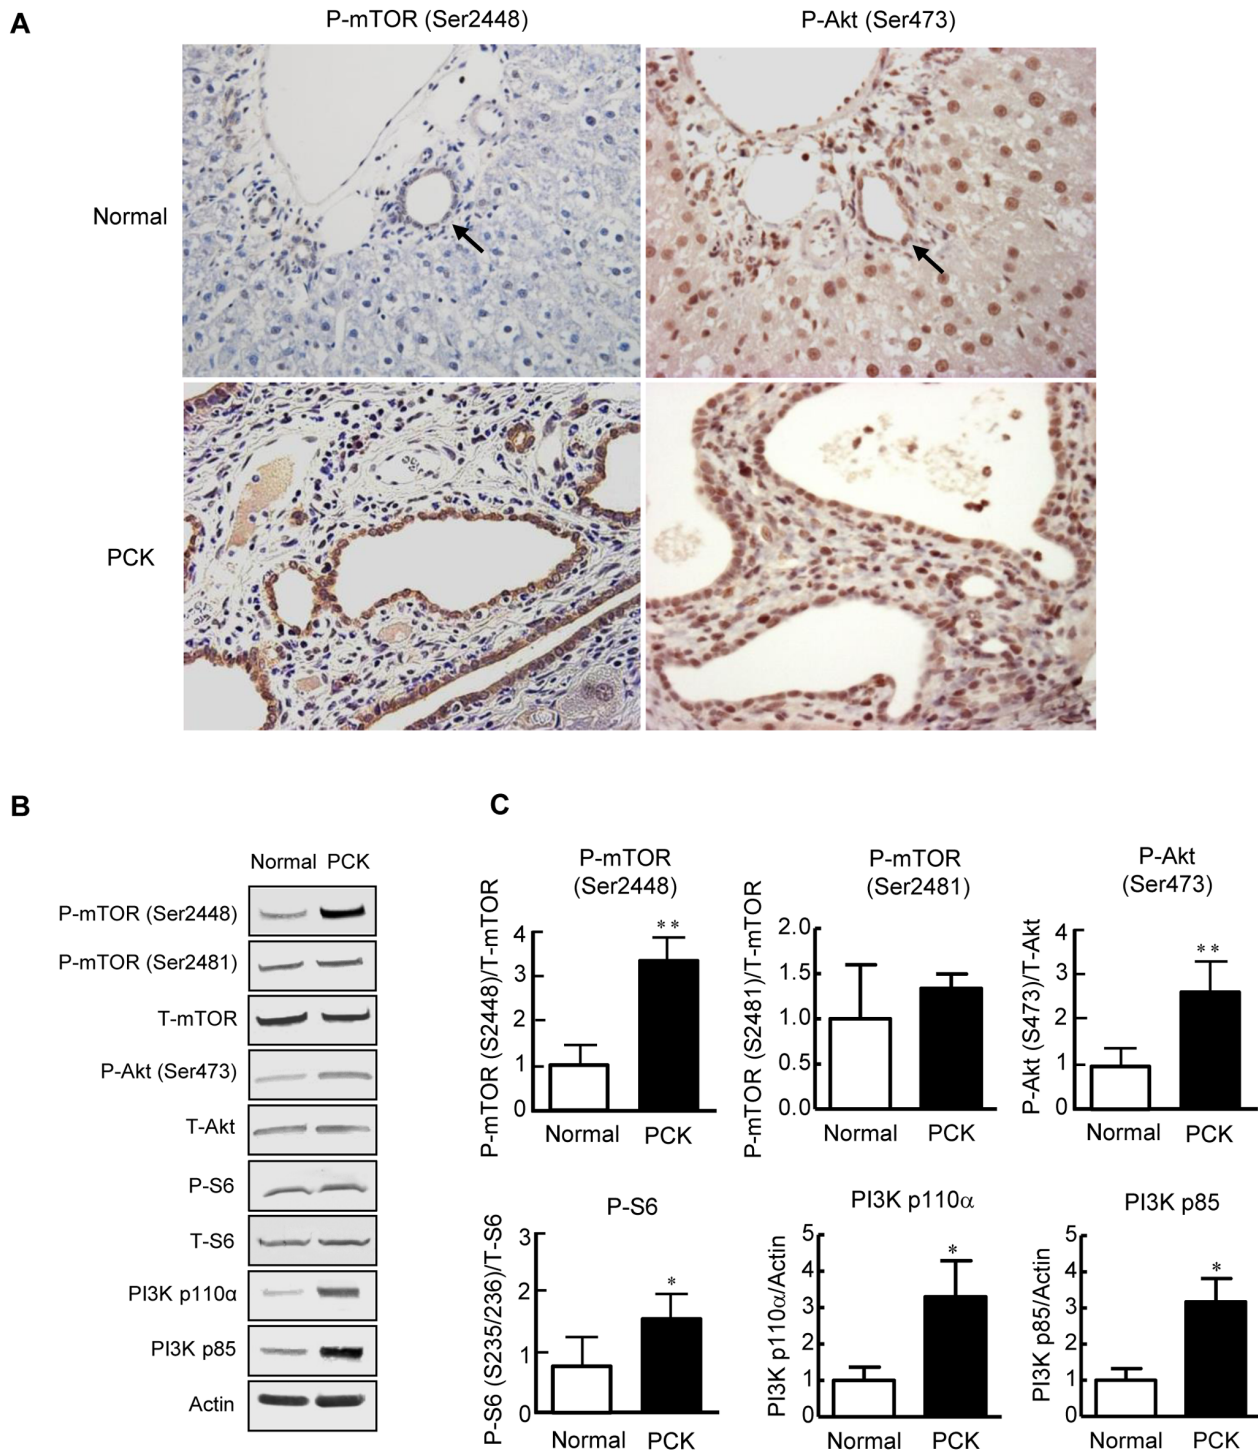 A
P-mTOR (Ser2448)
P-Akt (Ser473)
Normal
PCK
B
Normal PCK
P-mTOR (Ser2448)
P-mTOR (Ser2481)
T-mTOR
P-Akt (Ser473)
T-Akt
P-S6
T-S6
PI3K p110α
PI3K p85
Actin
C
P-mTOR
(Ser2448)
P-mTOR (S2448)/T-mTOR
4
3
2
1
0
**
Normal
PCK
P-mTOR
(Ser2481)
P-mTOR (S2481)/T-mTOR
2.0
1.5
1.0
0.5
0.0
Normal
PCK
P-Akt
(Ser473)
P-Akt (S473)/T-Akt
4
3
2
1
0
**
Normal
PCK
P-S6
P-S6 (S235/236)/T-S6
3
2
1
0
*
Normal
PCK
PI3K p110α
PI3K p110α/Actin
5
4
3
2
1
0
*
Normal
PCK
PI3K p85
PI3K p85/Actin
5
4
3
2
1
0
*
Normal
PCK